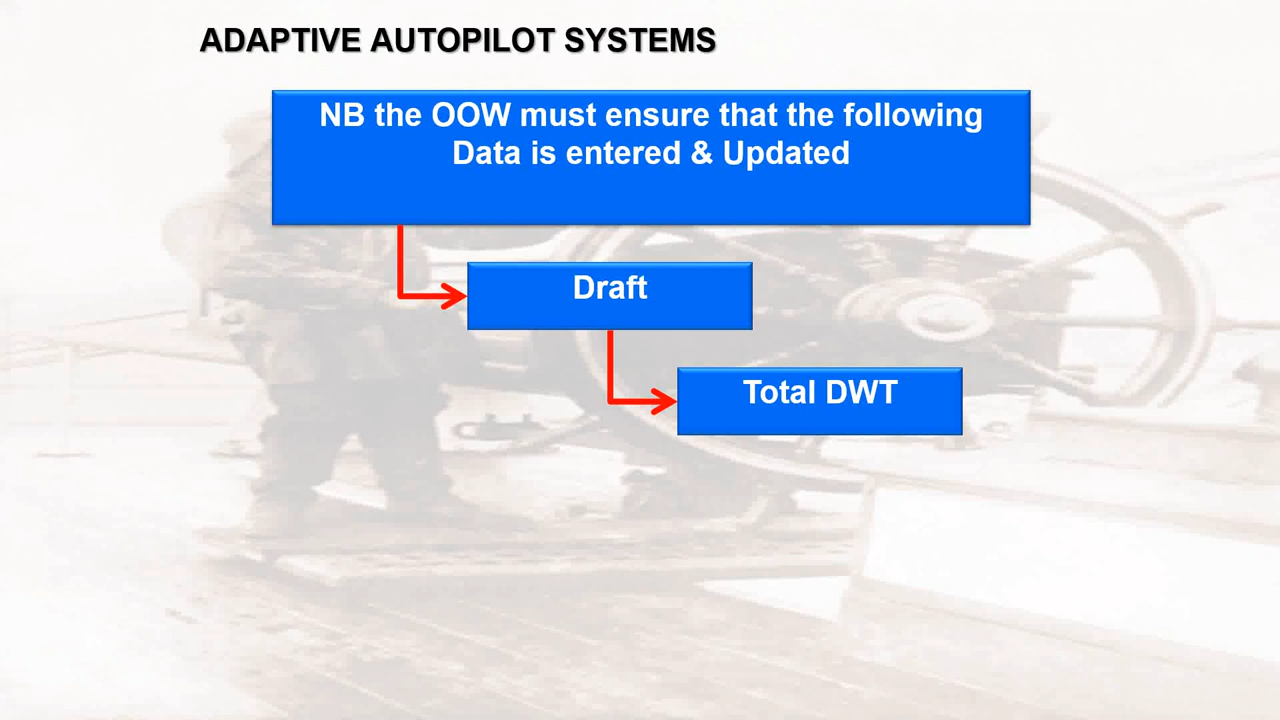 ADAPTIVE AUTOPILOT SYSTEMS
NB the OOW must ensure that the following
Data is entered & Updated
Draft
Total DWT